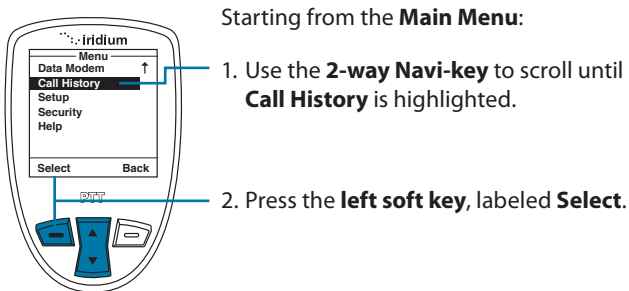 Starting from the Main Menu:
iridium
Menu
Data Modem ↑
Call History
Setup
Security
Help
Select Back
PTT
1. Use the 2-way Navi-key to scroll until
Call History is highlighted.
2. Press the left soft key, labeled Select.